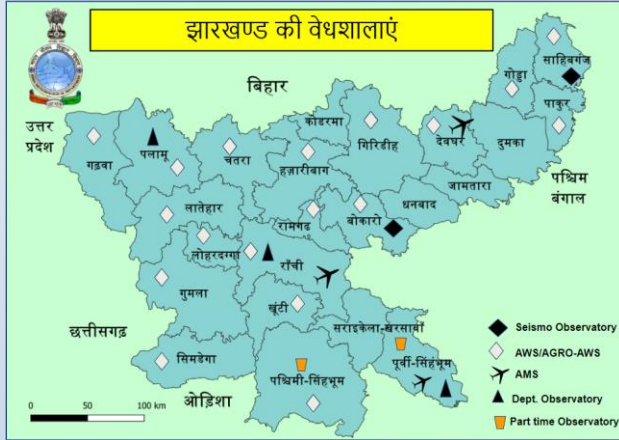 झारखण्ड की वेधशालाएं
बिहार
उत्तर
प्रदेश
साहिबगंज
गोड्डा
पाकुर
कोडरमा
गिरिडीह
देवघर
दुमका
गढ़वा
पलामू
चतरा
हज़ारीबाग
जामतारा
पश्चिम
बंगाल
लातेहार
रामगढ़
बोकारो
धनबाद
लोहरदग्गा
राँची
गुमला
खूंटी
सराइकेला-खरसावाँ
छत्तीसगढ़
सिमडेगा
पश्चिमी-सिंहभूम
पूर्वी-सिंहभूम
ओड़िशा
Seismo Observatory
AWS/AGRO-AWS
AMS
Dept. Observatory
Part time Observatory
0 50 100 km